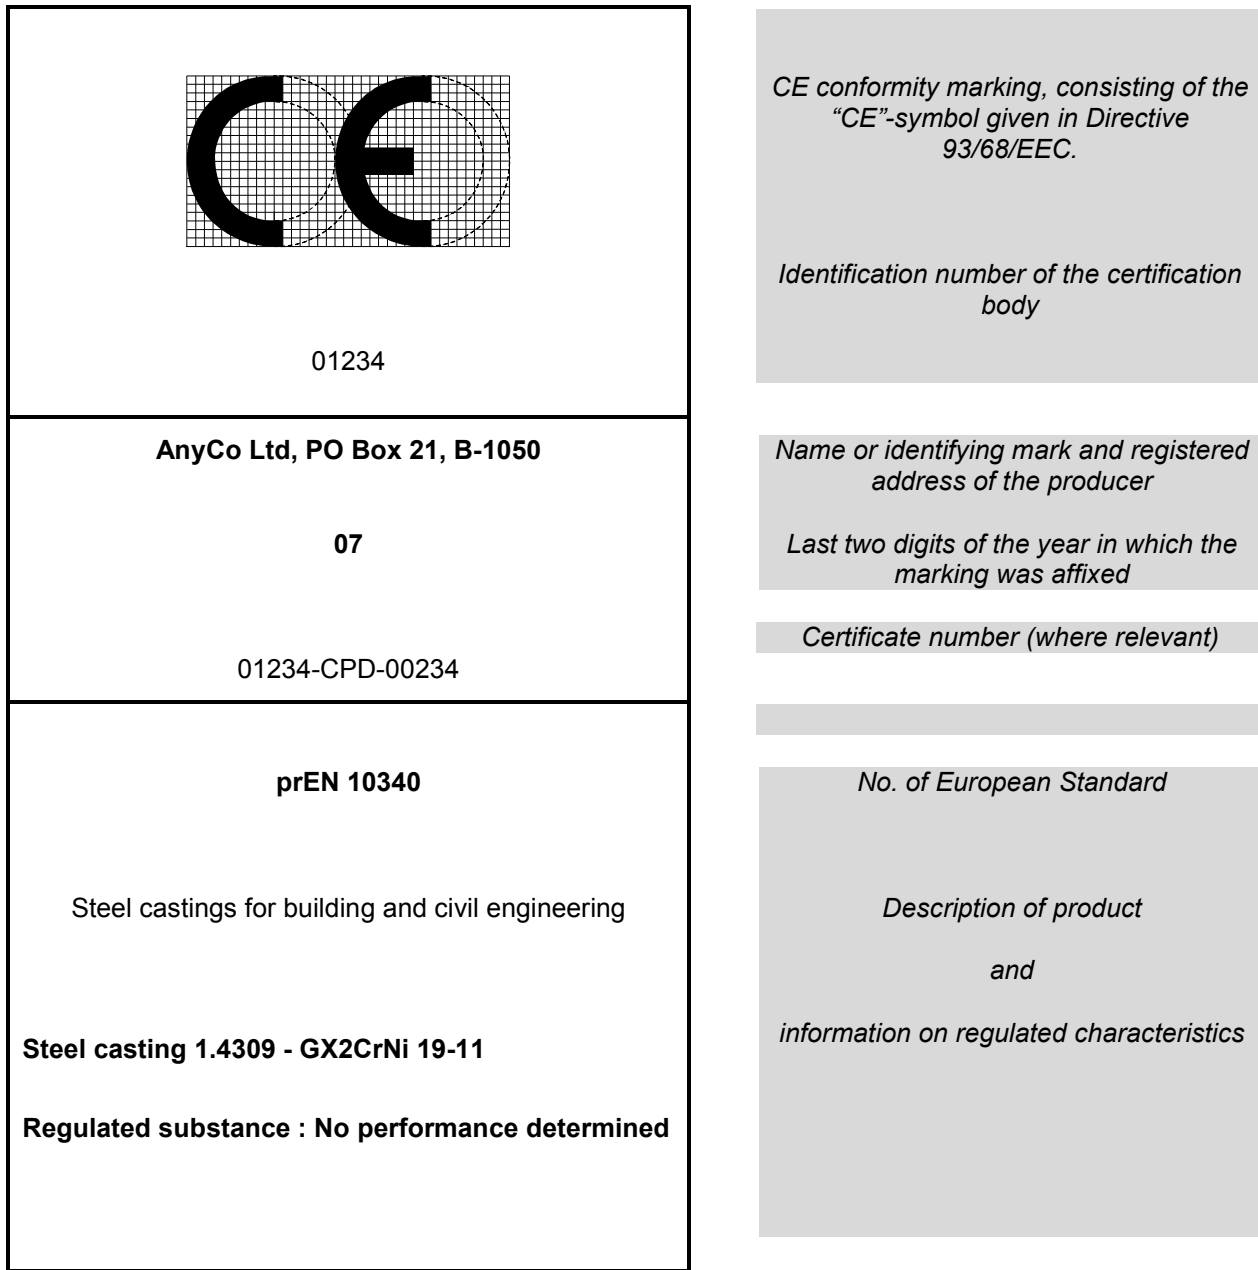 CE
CE conformity marking, consisting of the
“CE”-symbol given in Directive
93/68/EEC.
Identification number of the certification
body
01234
AnyCo Ltd, PO Box 21, B-1050
Name or identifying mark and registered
address of the producer
07
Last two digits of the year in which the
marking was affixed
Certificate number (where relevant)
01234-CPD-00234
prEN 10340
No. of European Standard
Steel castings for building and civil engineering
Description of product
and
information on regulated characteristics
Steel casting 1.4309 - GX2CrNi 19-11
Regulated substance : No performance determined